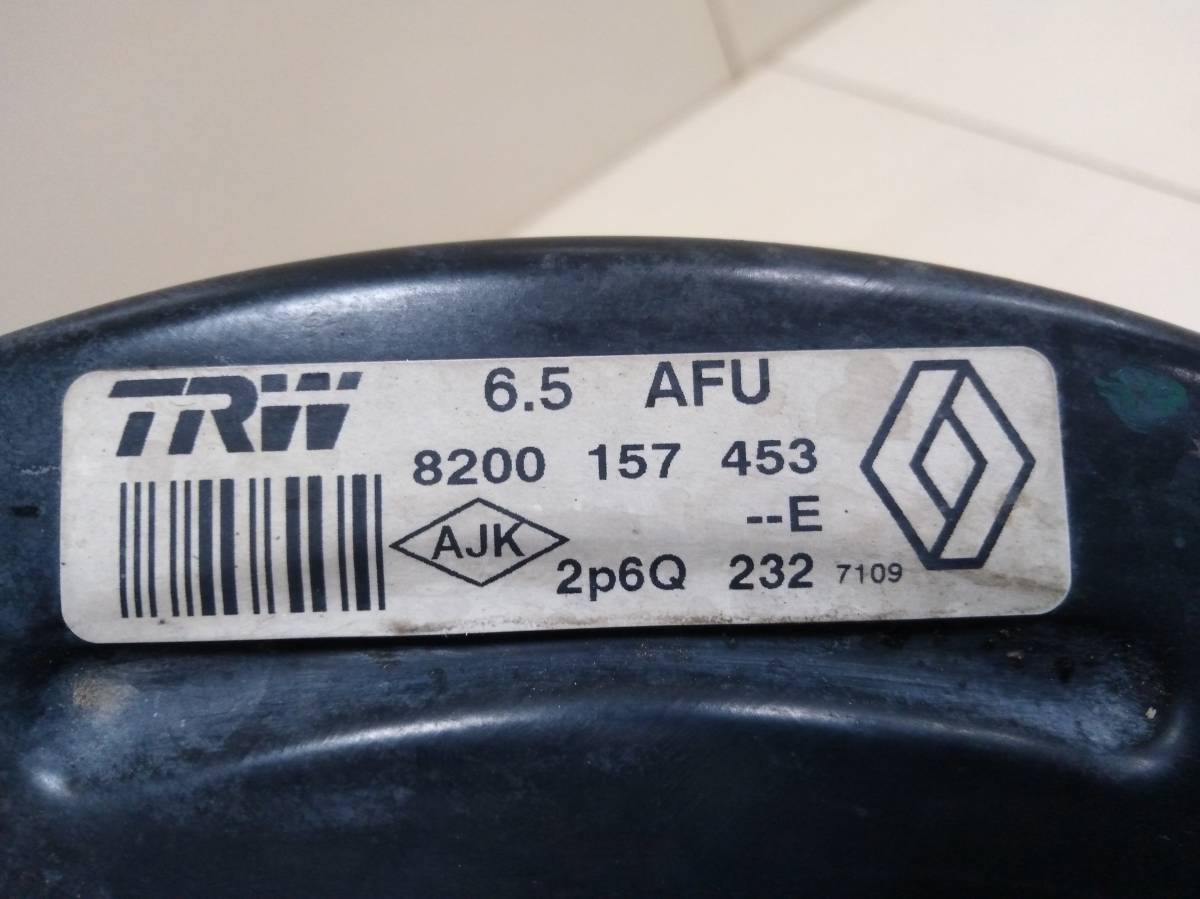 TRW 6.5 AFU
8200 157 453
--E
AJK
2p6Q 232 7109